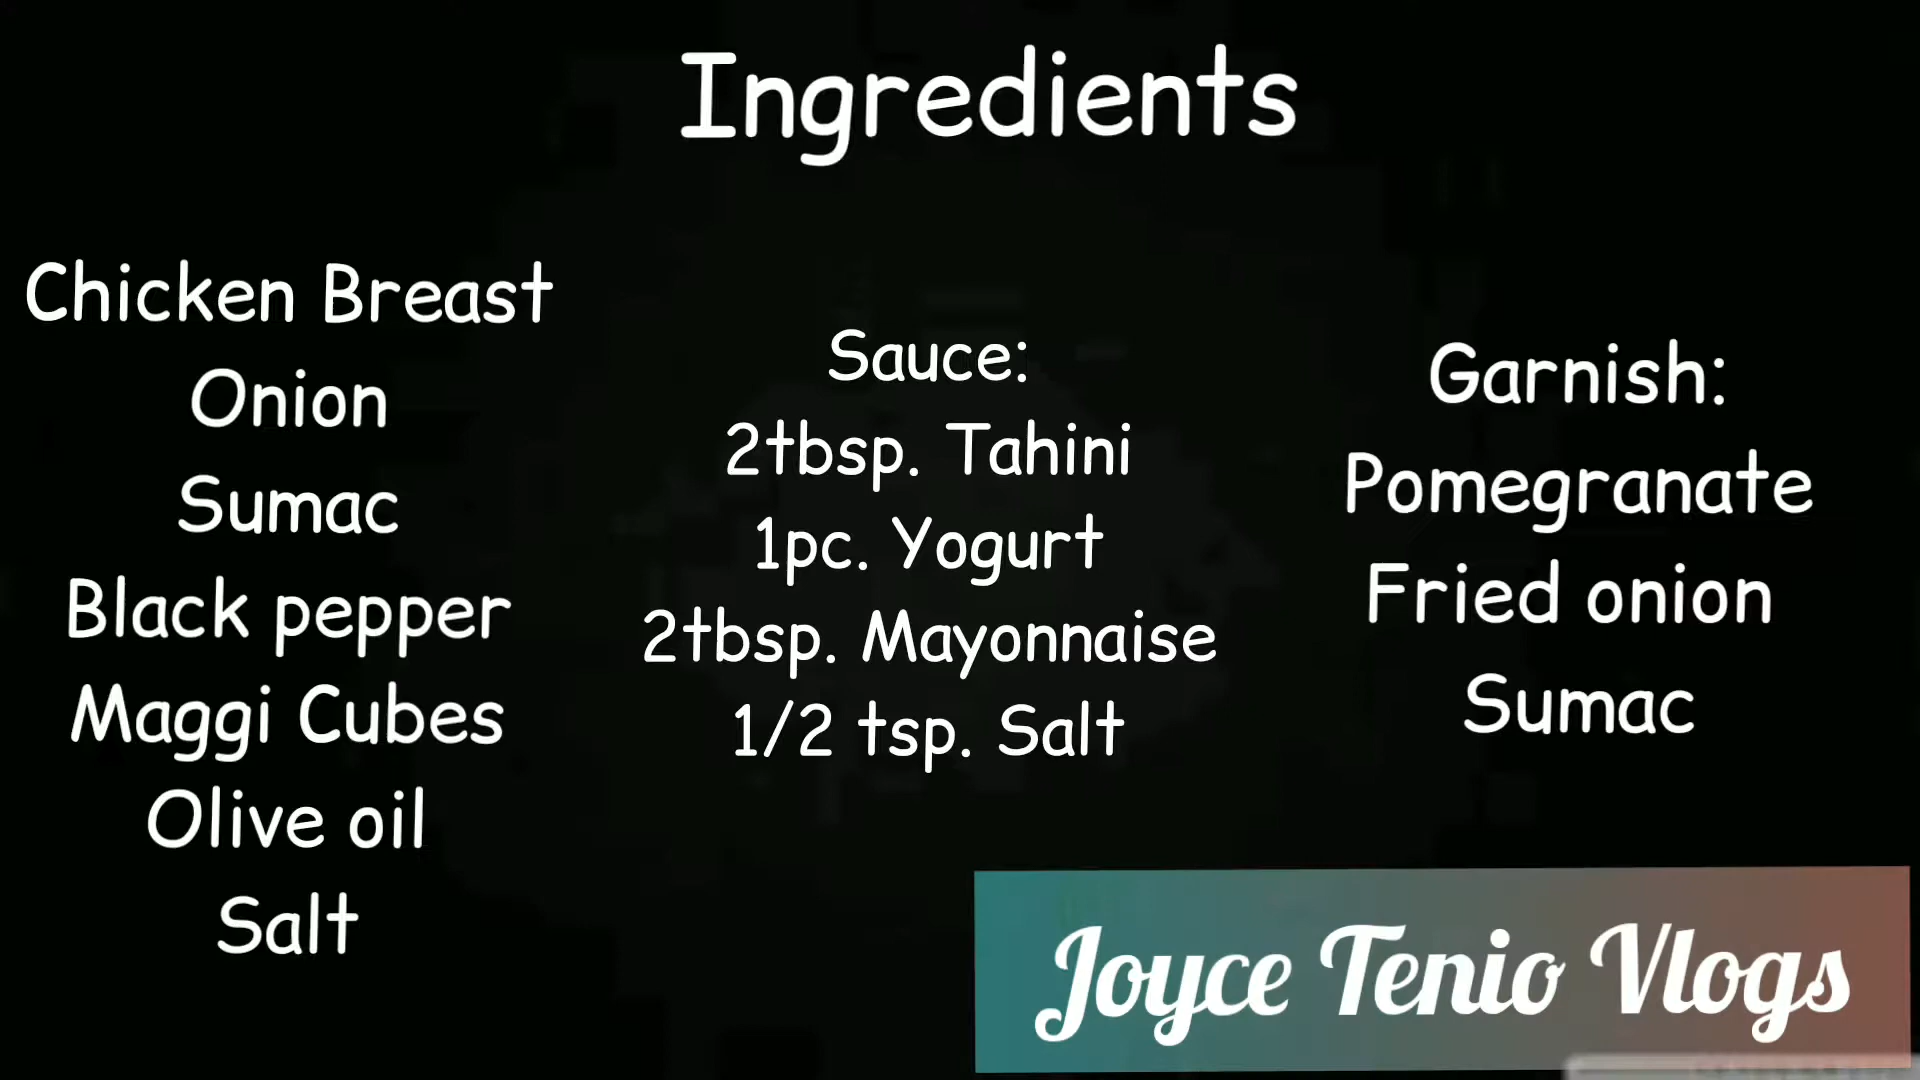 Ingredients
Chicken Breast
Onion
Sumac
Black pepper
Maggi Cubes
Olive oil
Salt
Sauce:
2tbsp. Tahini
1pc. Yogurt
2tbsp. Mayonnaise
1/2 tsp. Salt
Garnish:
Pomegranate
Fried onion
Sumac
Joyce Tenio Vlogs